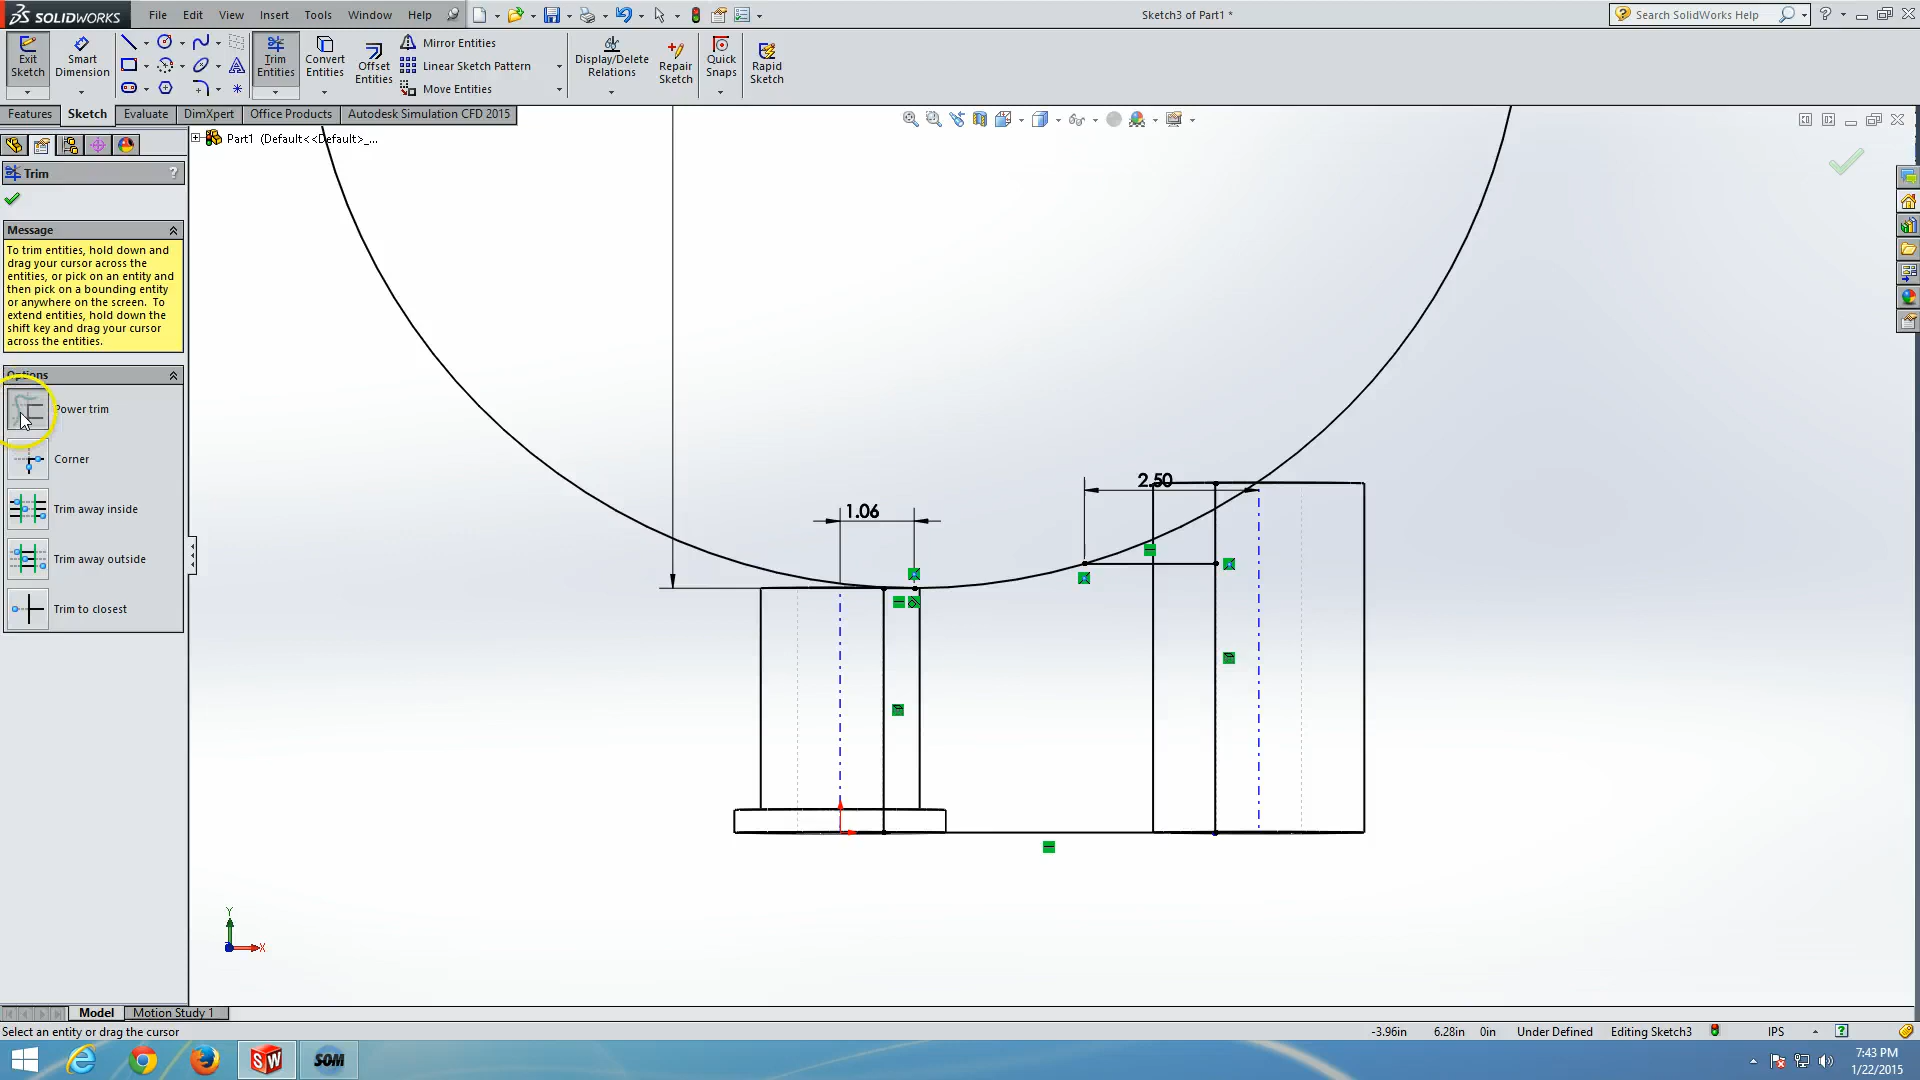 SOLIDWORKS
File Edit View Insert Tools Window Help
Sketch3 of Part1 *
Search SolidWorks Help
Exit Sketch
Smart Dimension
Trim Entities
Convert Entities
Offset Entities
Mirror Entities
Linear Sketch Pattern
Move Entities
Display/Delete Relations
Repair Sketch
Quick Snaps
Rapid Sketch
Features Sketch Evaluate DimXpert Office Products Autodesk Simulation CFD 2015
Part1 (Default<<Default>_...
Trim ?
Message
To trim entities, hold down and
drag your cursor across the
entities, or pick on an entity and
then pick on a bounding entity
or anywhere on the screen. To
extend entities, hold down the
shift key and drag your cursor
across the entities.
Options
Power trim
Corner
Trim away inside
Trim away outside
Trim to closest
2.50
1.06
Y
X
Model Motion Study 1
Select an entity or drag the cursor
-3.96in 6.28in 0in Under Defined Editing Sketch3 IPS
SW SOM
7:43 PM
1/22/2015